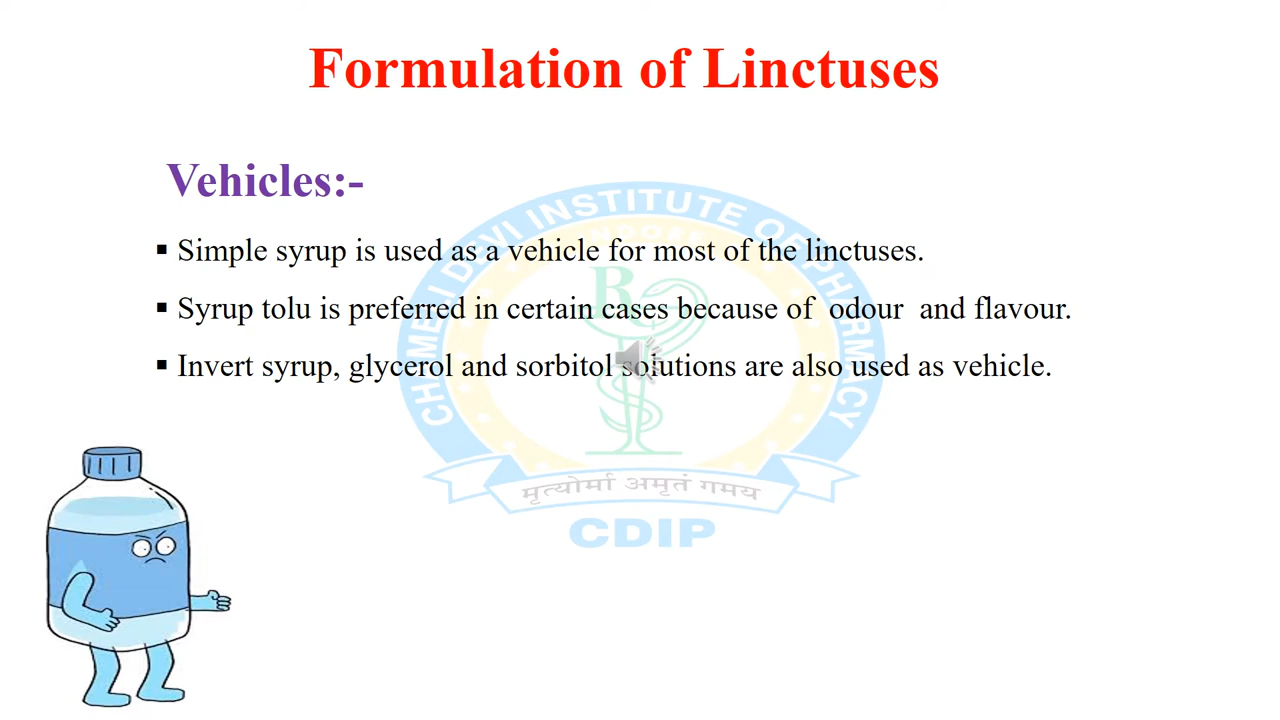 Formulation of Linctuses
Vehicles:-
▪ Simple syrup is used as a vehicle for most of the linctuses.
▪ Syrup tolu is preferred in certain cases because of odour and flavour.
▪ Invert syrup, glycerol and sorbitol solutions are also used as vehicle.
CHAMELI DEVI INSTITUTE OF PHARMACY
INDORE
मृत्योर्मा अमृतं गमय
CDIP